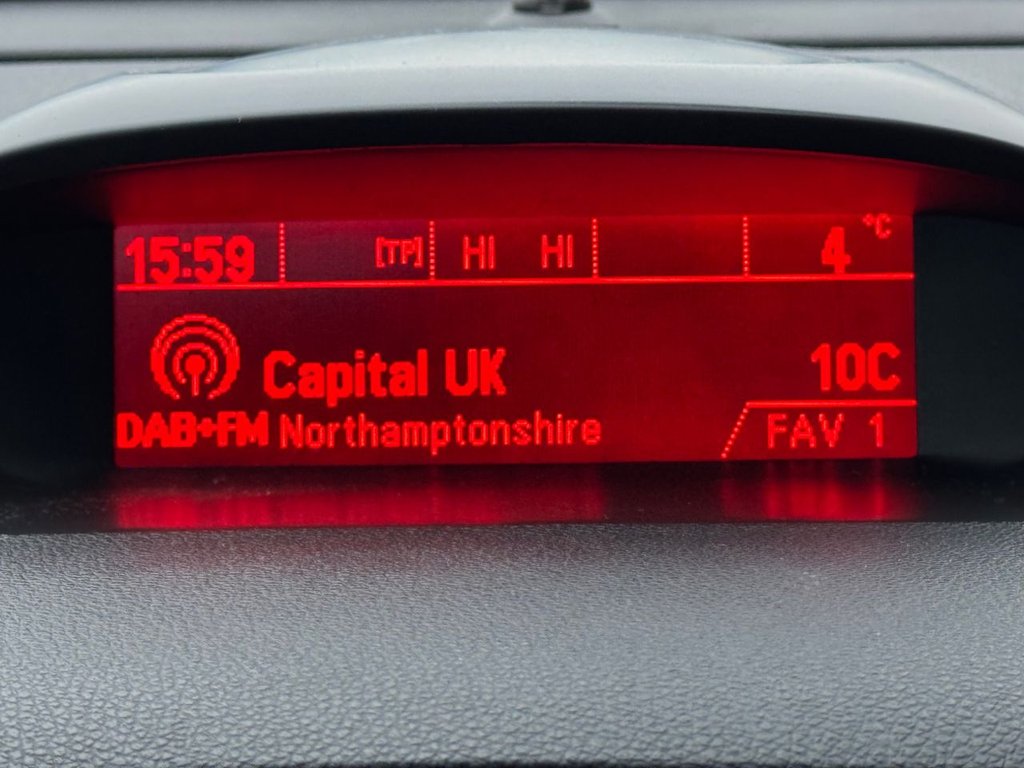 15:59 [TP] HI HI 4 °C
Capital UK 10C
DAB+FM Northamptonshire FAV 1